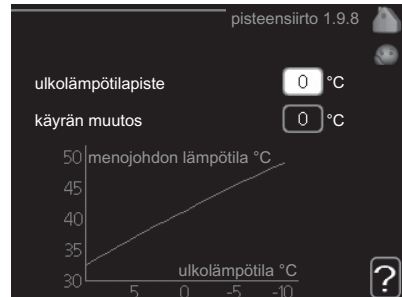 pisteensiirto 1.9.8
ulkolämpötilapiste 0 °C
käyrän muutos 0 °C
50 menojohdon lämpötila °C
45
40
35
ulkolämpötila °C
30
5 0 -5 -10
?